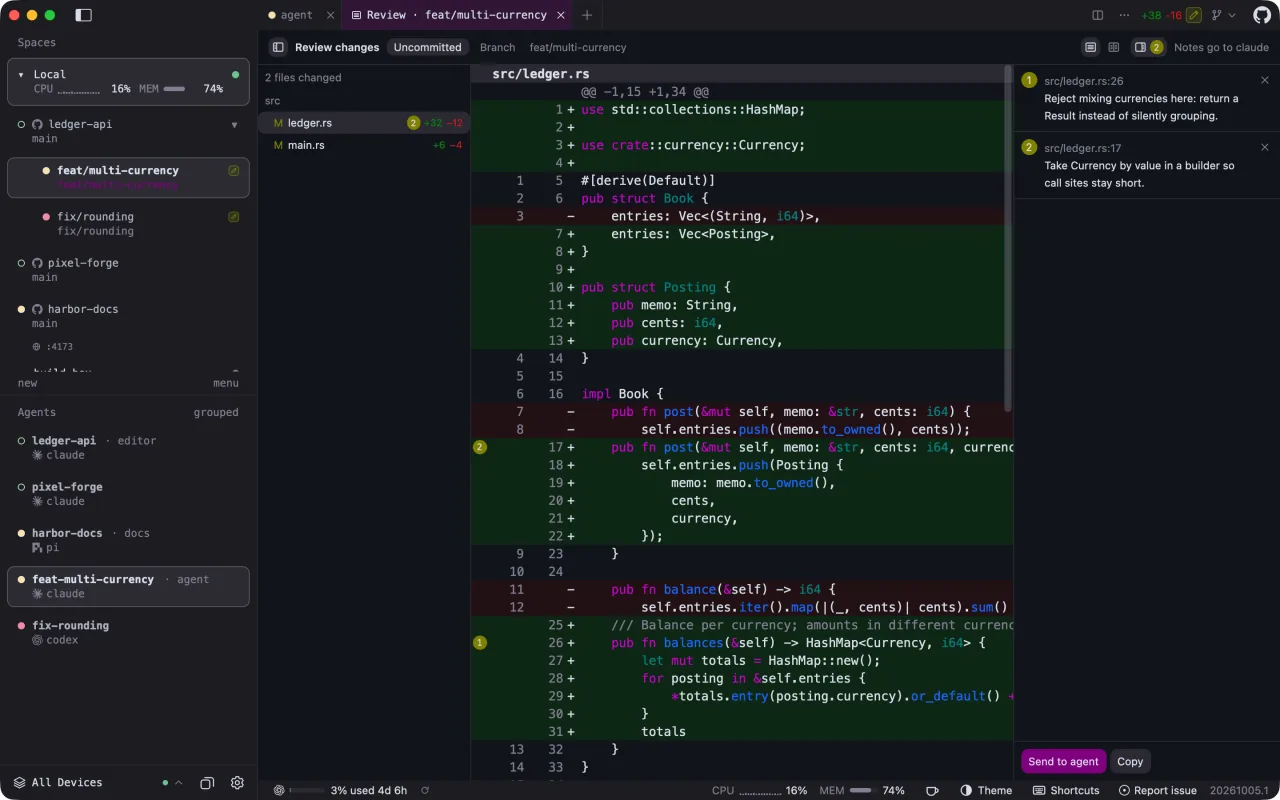 agent
Review · feat/multi-currency
+38 -16
Spaces
Local
CPU 16% MEM 74%
ledger-api
main
feat/multi-currency
feat/multi-currency
fix/rounding
fix/rounding
pixel-forge
main
harbor-docs
main
:4173
new menu
Agents grouped
ledger-api · editor
claude
pixel-forge
claude
harbor-docs · docs
pi
feat-multi-currency · agent
claude
fix-rounding
codex
All Devices
Review changes Uncommitted Branch feat/multi-currency
2 Notes go to claude
2 files changed
src
M ledger.rs 2 +32 −12
M main.rs +6 −4
src/ledger.rs
@@ −1,15 +1,34 @@
1 + use std::collections::HashMap;
2 +
3 + use crate::currency::Currency;
4 +
1 5 #[derive(Default)]
2 6 pub struct Book {
3 − entries: Vec<(String, i64)>,
7 + entries: Vec<Posting>,
8 + }
9 +
10 + pub struct Posting {
11 + pub memo: String,
12 + pub cents: i64,
13 + pub currency: Currency,
4 14 }
5 15
6 16 impl Book {
7 − pub fn post(&mut self, memo: &str, cents: i64) {
8 − self.entries.push((memo.to_owned(), cents));
2 17 + pub fn post(&mut self, memo: &str, cents: i64, currenc
18 + self.entries.push(Posting {
19 + memo: memo.to_owned(),
20 + cents,
21 + currency,
22 + });
9 23 }
10 24
11 − pub fn balance(&self) -> i64 {
12 − self.entries.iter().map(|(_, cents)| cents).sum()
25 + /// Balance per currency; amounts in different currenc
1 26 + pub fn balances(&self) -> HashMap<Currency, i64> {
27 + let mut totals = HashMap::new();
28 + for posting in &self.entries {
29 + *totals.entry(posting.currency).or_default() +
30 + }
31 + totals
13 32 }
14 33 }
1 src/ledger.rs:26
Reject mixing currencies here: return a
Result instead of silently grouping.
2 src/ledger.rs:17
Take Currency by value in a builder so
call sites stay short.
Send to agent Copy
3% used 4d 6h
CPU 16% MEM 74%
Theme
Shortcuts
Report issue
20261005.1